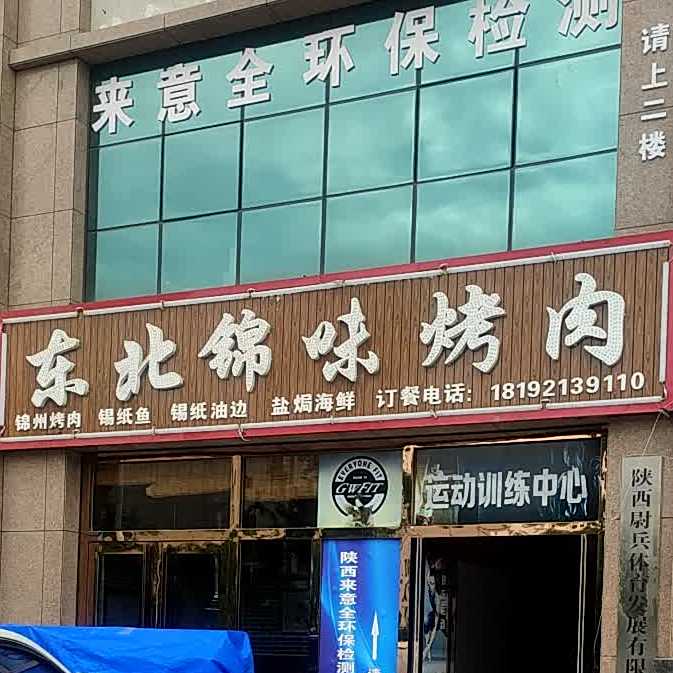 来意全环保检测
请上二楼
东北锦味烤肉
锦州烤肉 锡纸鱼 锡纸油边 盐焗海鲜 订餐电话: 18192139110
EVERYONE FIT
GWFIT
运动训练中心
陕西尉兵体育发展有限
陕西来意全环保检测